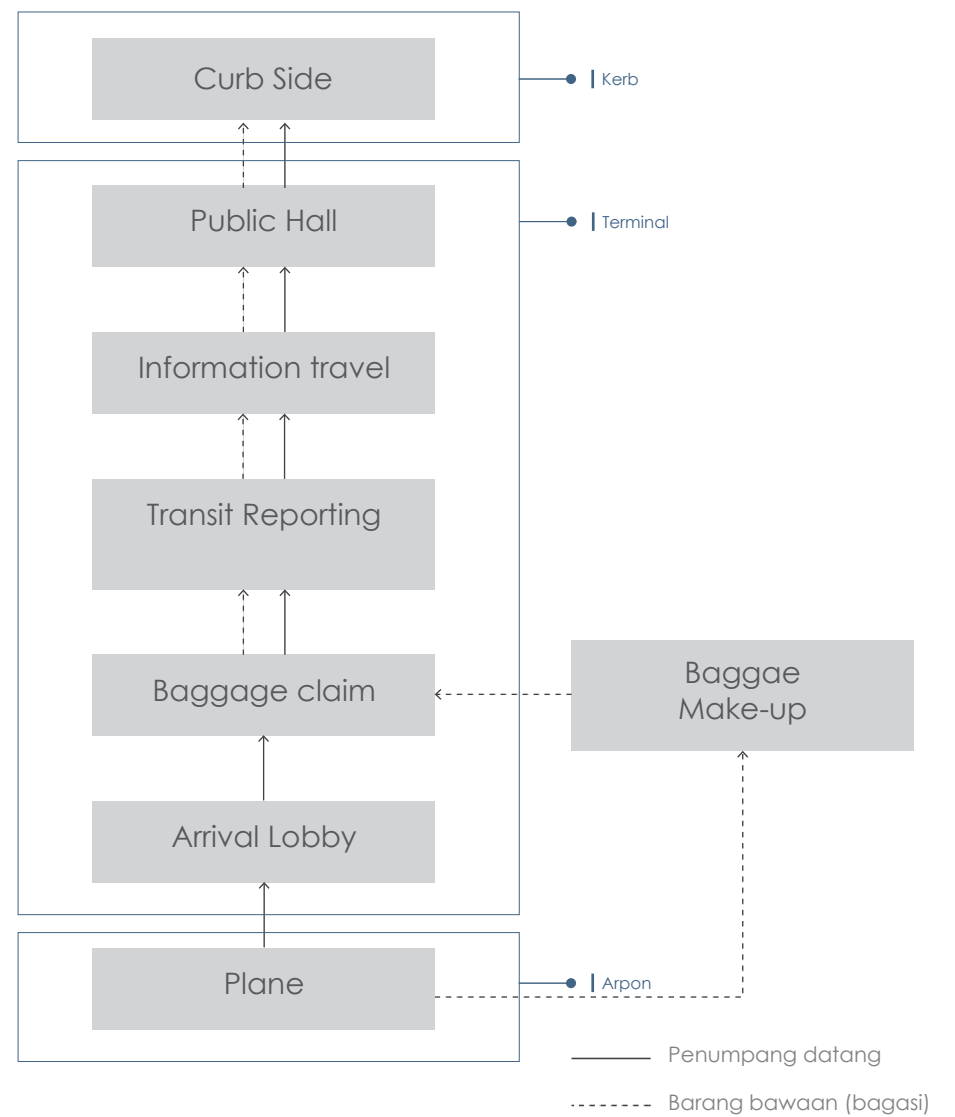 Curb Side
Kerb
Public Hall
Terminal
Information travel
Transit Reporting
Baggage claim
Baggae
Make-up
Arrival Lobby
Plane
Arpon
Penumpang datang
Barang bawaan (bagasi)